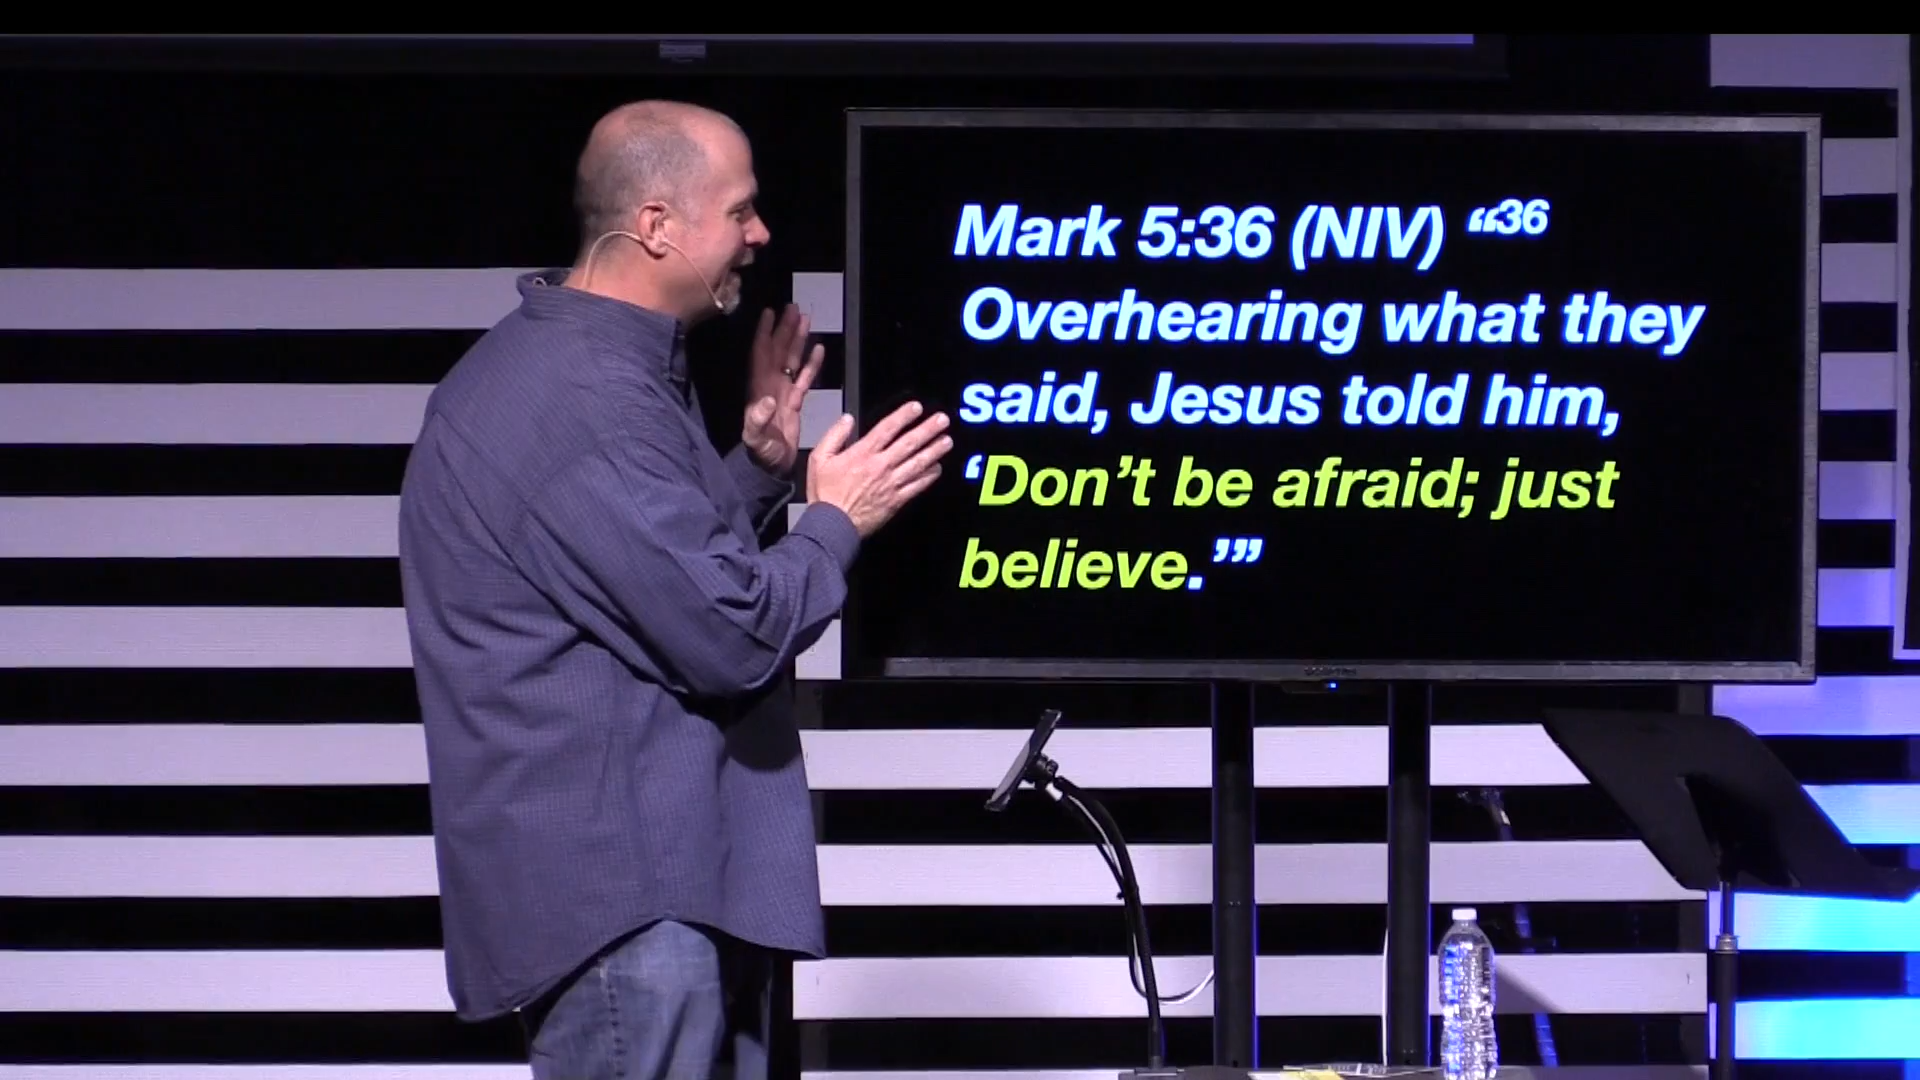 Mark 5:36 (NIV) “36
Overhearing what they
said, Jesus told him,
‘Don’t be afraid; just
believe.’”